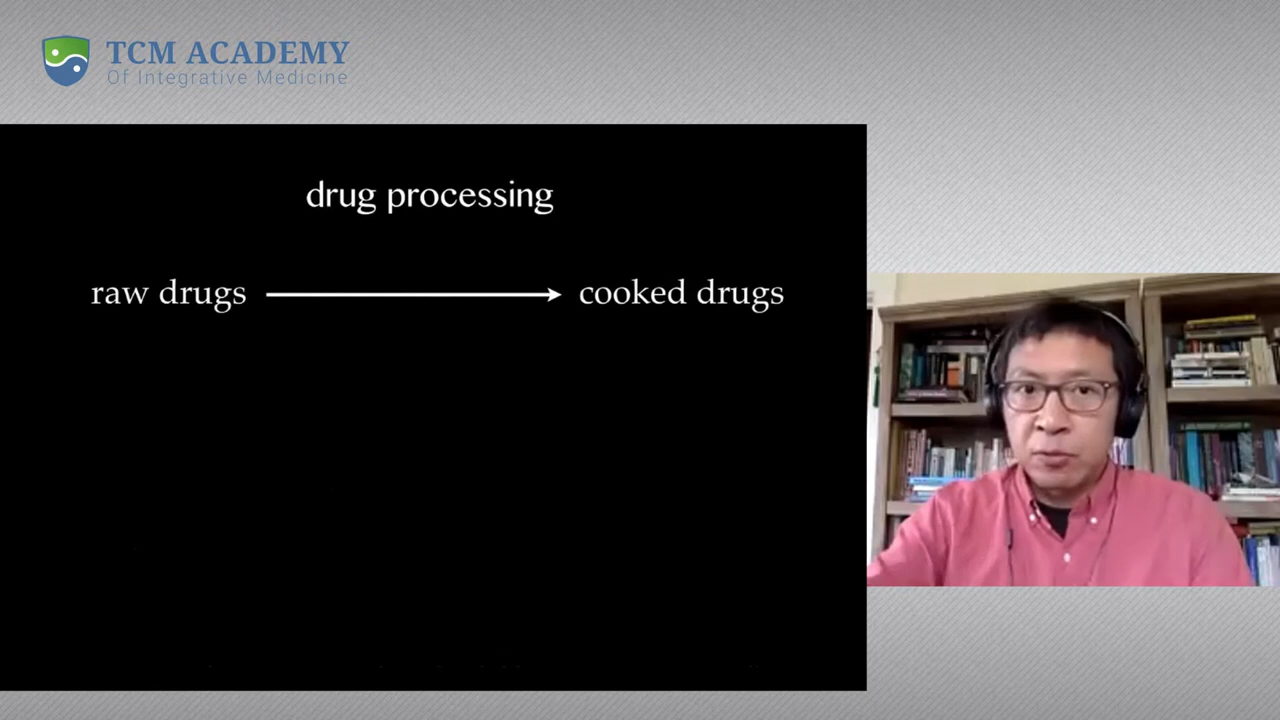 TCM ACADEMY
Of Integrative Medicine
drug processing
raw drugs
cooked drugs